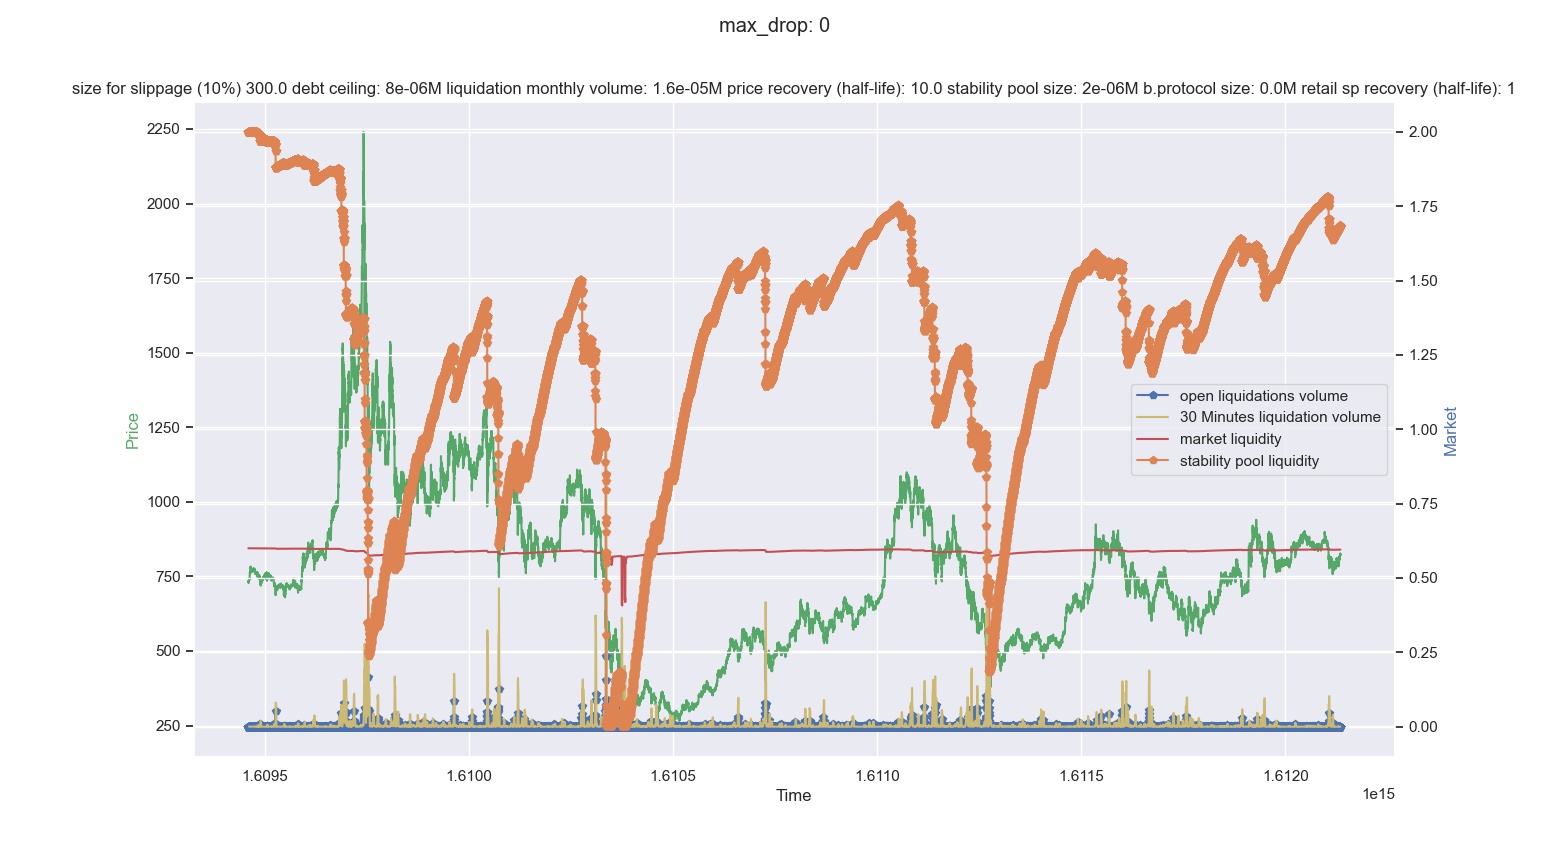 max_drop: 0
size for slippage (10%) 300.0 debt ceiling: 8e-06M liquidation monthly volume: 1.6e-05M price recovery (half-life): 10.0 stability pool size: 2e-06M b.protocol size: 0.0M retail sp recovery (half-life): 1
2250
2000
1750
1500
1250
1000
750
500
250
Price
2.00
1.75
1.50
1.25
1.00
0.75
0.50
0.25
0.00
Market
open liquidations volume
30 Minutes liquidation volume
market liquidity
stability pool liquidity
1.6095
1.6100
1.6105
1.6110
1.6115
1.6120
Time
1e15